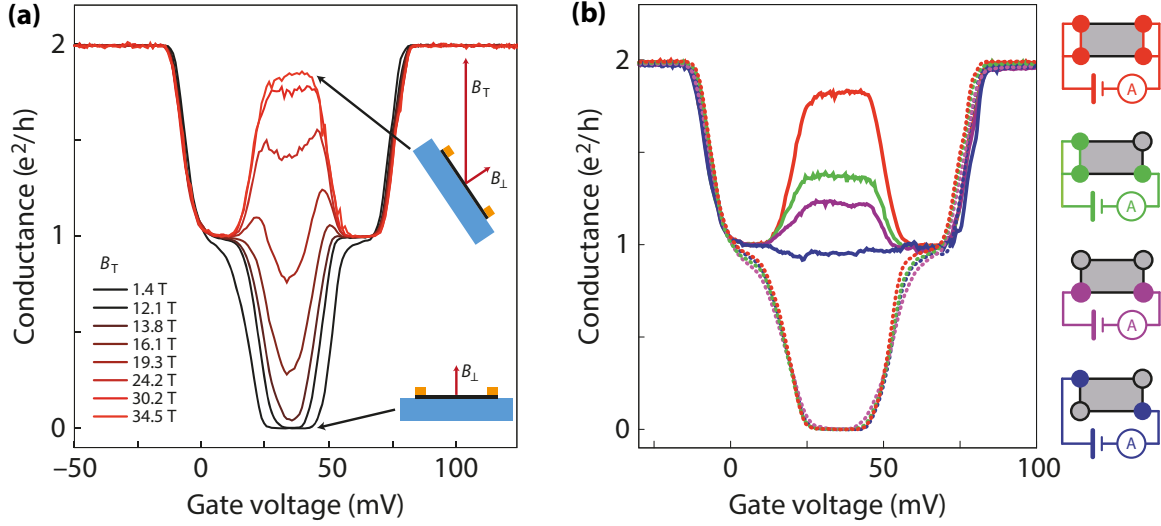 (a)
2
1
0
Conductance (e²/h)
−50
0
50
100
Gate voltage (mV)
B_T
1.4 T
12.1 T
13.8 T
16.1 T
19.3 T
24.2 T
30.2 T
34.5 T
B_T
B_⊥
B_⊥
(b)
2
1
0
Conductance (e²/h)
0
50
100
Gate voltage (mV)
A
A
A
A